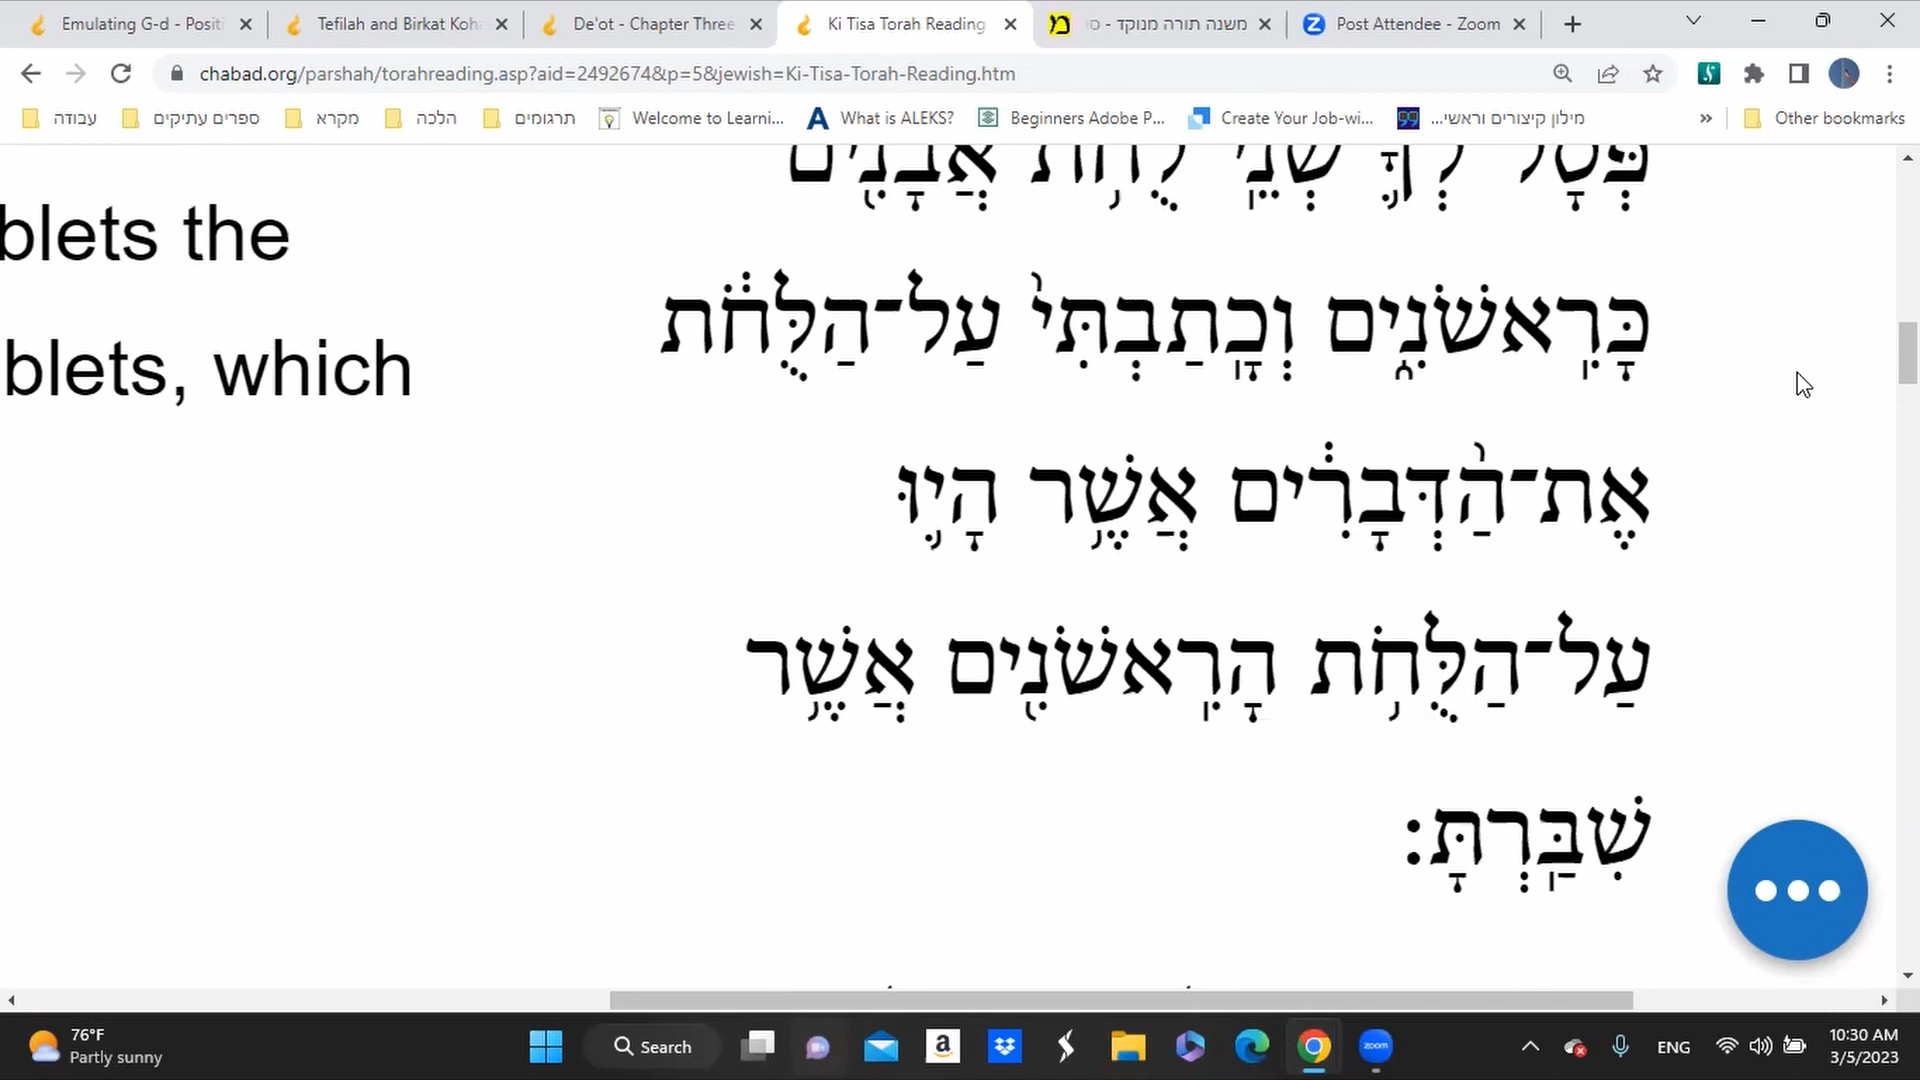 Emulating G-d - Positi
Tefilah and Birkat Koh
De'ot - Chapter Three
Ki Tisa Torah Reading
משנה תורה מנוקד - ס
Post Attendee - Zoom
chabad.org/parshah/torahreading.asp?aid=2492674&p=5&jewish=Ki-Tisa-Torah-Reading.htm
עבודה
ספרים עתיקים
מקרא
הלכה
תרגומים
Welcome to Learni...
What is ALEKS?
Beginners Adobe P...
Create Your Job-wi...
מילון קיצורים וראשי...
»
Other bookmarks
blets the
blets, which
פְּסָל־לְךָ֛ שְׁנֵֽי־לֻחֹ֥ת אֲבָנִ֖ים
כָּרִֽאשֹׁנִ֑ים וְכָֽתַבְתִּי֙ עַל־הַלֻּחֹ֔ת
אֶת־הַ֨דְּבָרִ֔ים אֲשֶׁ֥ר הָי֛וּ
עַל־הַלֻּחֹ֥ת הָרִֽאשֹׁנִ֖ים אֲשֶׁ֥ר
שִׁבַּֽרְתָּ:
76°F
Partly sunny
Search
zoom
ENG
10:30 AM
3/5/2023